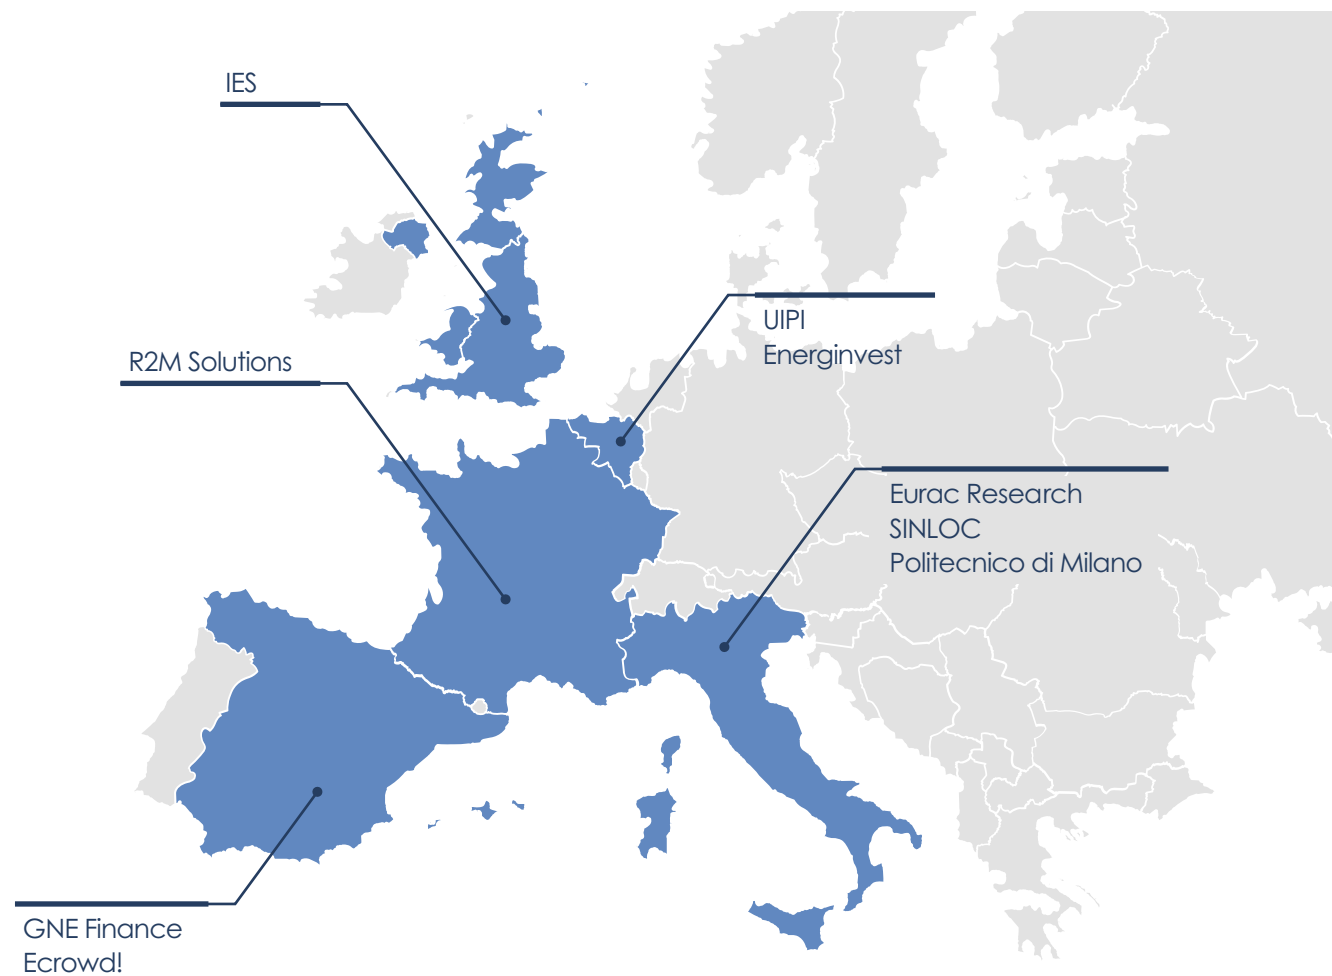 IES
UIPI
Energinvest
R2M Solutions
Eurac Research
SINLOC
Politecnico di Milano
GNE Finance
Ecrowd!